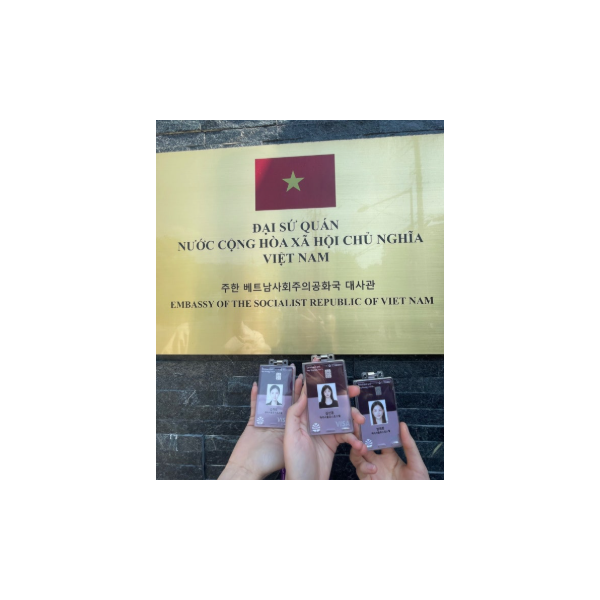 ĐẠI SỨ QUÁN
NƯỚC CỘNG HÒA XÃ HỘI CHỦ NGHĨA
VIỆT NAM
주한 베트남사회주의공화국 대사관
EMBASSY OF THE SOCIALIST REPUBLIC OF VIET NAM